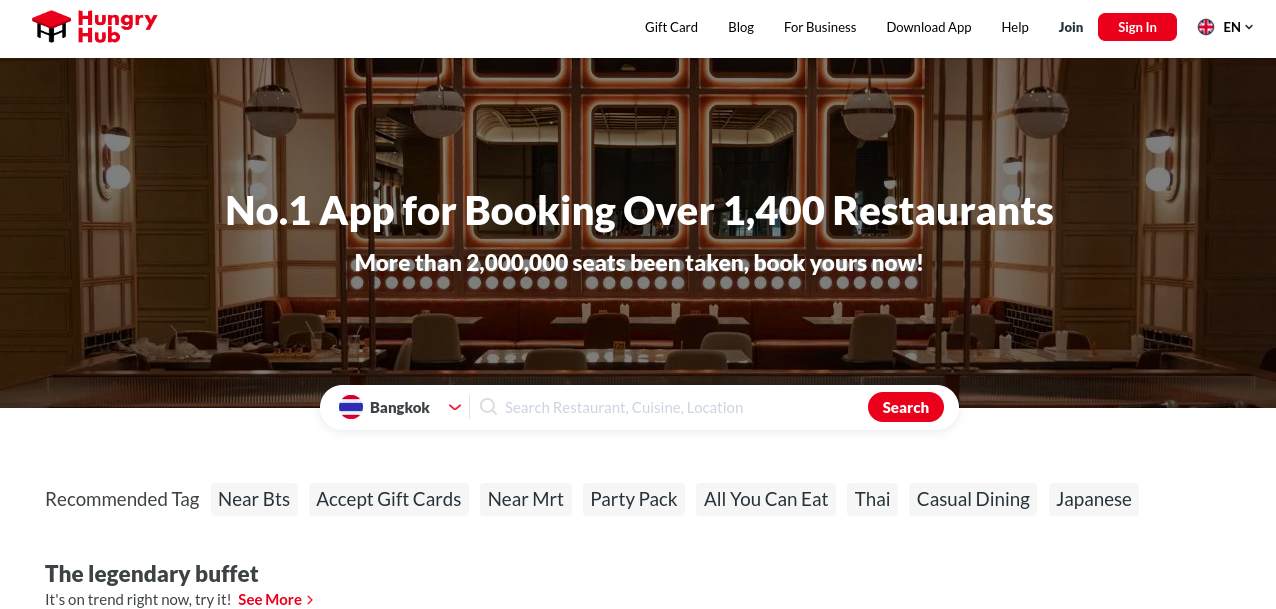 Hungry
Hub
Gift Card Blog For Business Download App Help Join Sign In EN
No.1 App for Booking Over 1,400 Restaurants
More than 2,000,000 seats been taken, book yours now!
Bangkok Search Restaurant, Cuisine, Location Search
Recommended Tag Near Bts Accept Gift Cards Near Mrt Party Pack All You Can Eat Thai Casual Dining Japanese
The legendary buffet
It's on trend right now, try it! See More